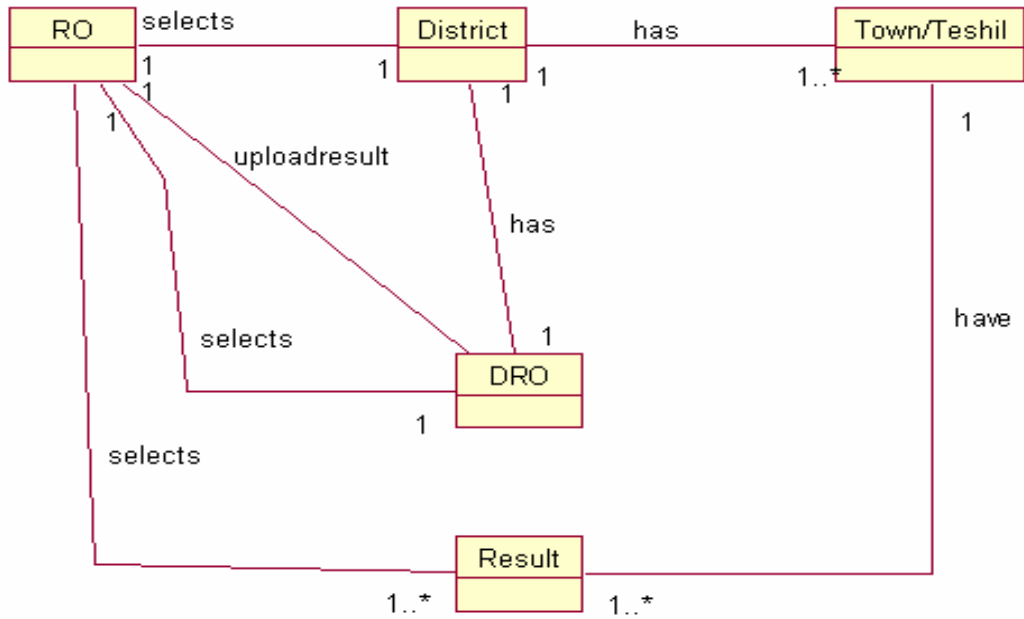 RO
selects
District
has
Town/Teshil
1
1
1
1
1
1..*
1
1
uploadresult
has
have
selects
1
DRO
1
selects
Result
1..*
1..*